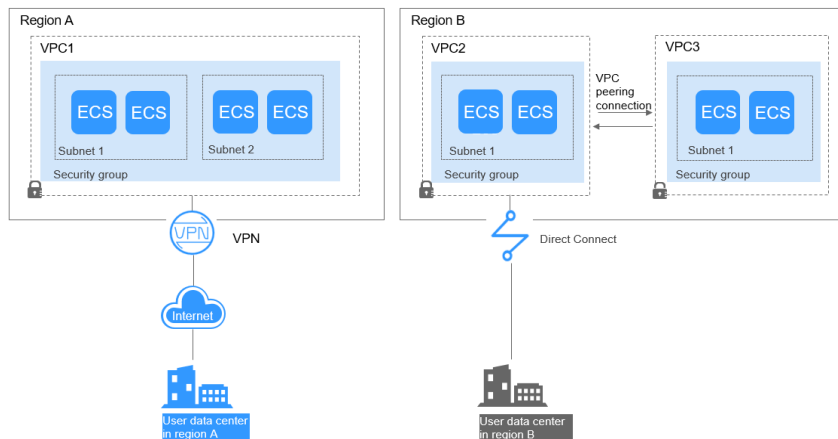 Region A
VPC1
ECS
ECS
Subnet 1
ECS
ECS
Subnet 2
Security group
VPN
VPN
Internet
User data center
in region A
Region B
VPC2
ECS
ECS
Subnet 1
Security group
VPC
peering
connection
VPC3
ECS
ECS
Subnet 1
Security group
Direct Connect
User data center
in region B